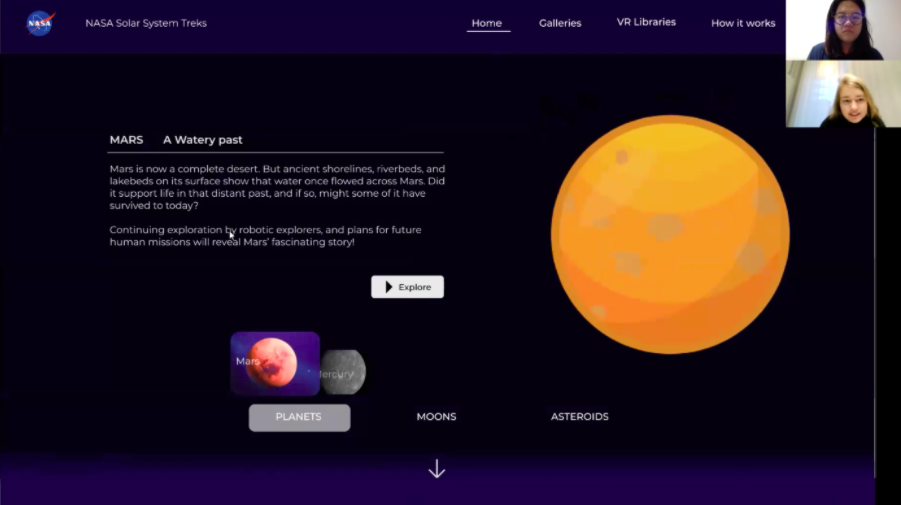 NASA
NASA Solar System Treks
Home
Galleries
VR Libraries
How it works
MARS A Watery past
Mars is now a complete desert. But ancient shorelines, riverbeds, and
lakebeds on its surface show that water once flowed across Mars. Did
it support life in that distant past, and if so, might some of it have
survived to today?
Continuing exploration by robotic explorers, and plans for future
human missions will reveal Mars' fascinating story!
Explore
Mars
Mercury
PLANETS
MOONS
ASTEROIDS